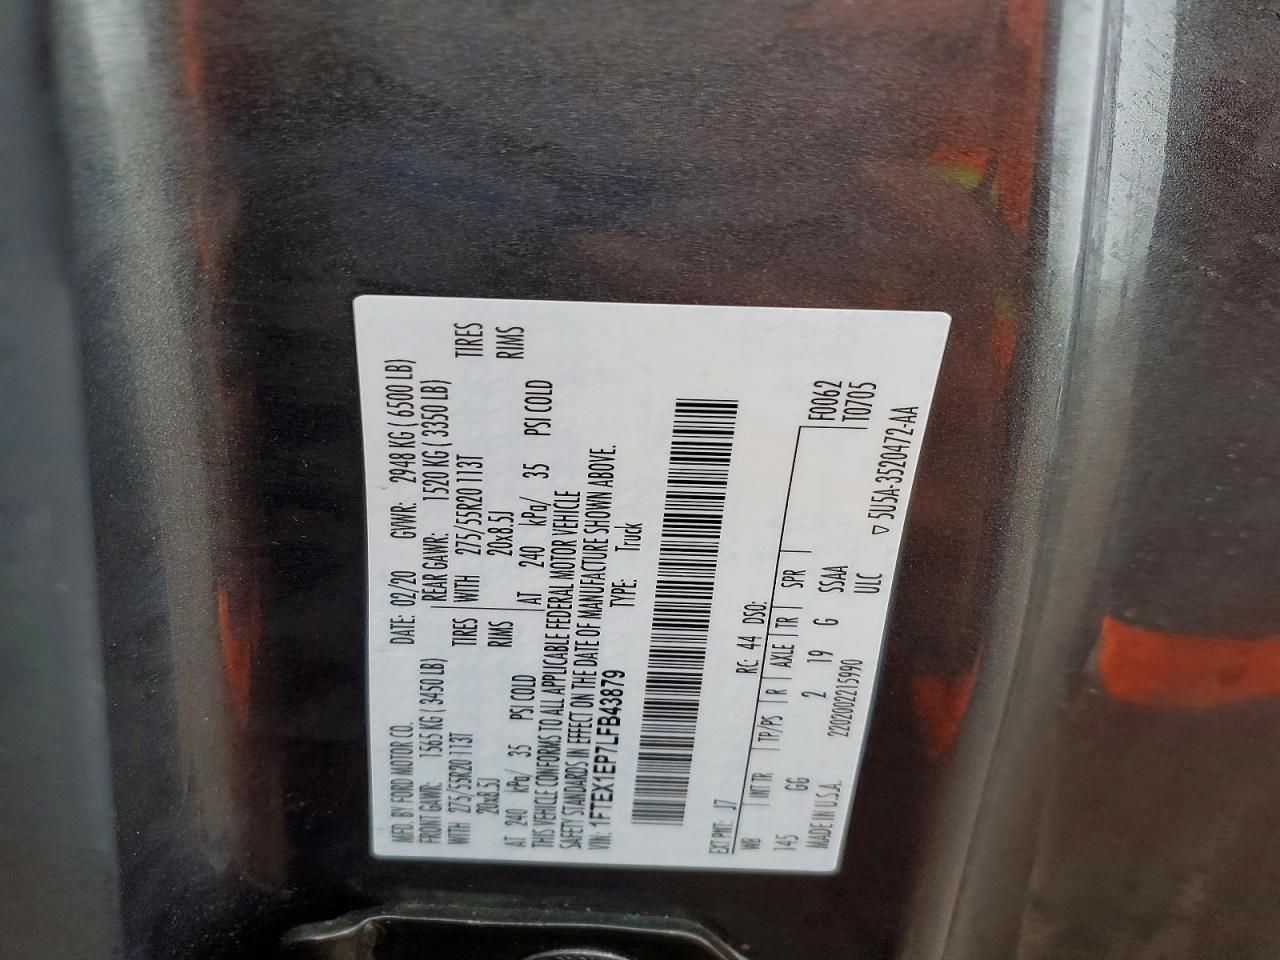 MFD. BY FORD MOTOR CO. DATE: 02/20 GVWR: 2948 KG ( 6500 LB)
FRONT GAWR: 1565 KG ( 3450 LB) REAR GAWR: 1520 KG ( 3350 LB)
WITH 275/55R20 113T TIRES WITH 275/55R20 113T TIRES
20x8.5J RIMS 20x8.5J RIMS
AT 240 kPa/ 35 PSI COLD AT 240 kPa/ 35 PSI COLD
THIS VEHICLE CONFORMS TO ALL APPLICABLE FEDERAL MOTOR VEHICLE
SAFETY STANDARDS IN EFFECT ON THE DATE OF MANUFACTURE SHOWN ABOVE.
VIN: 1FTEX1EP7LFB43879 TYPE: Truck
EXT PNT: J7 RC: 44 DSO:
WB INT TR TP/PS R AXLE TR SPR F0062
145 GG 2 19 G SSAA T0705
MADE IN U.S.A. 2202002215990 ULC ▽ 5U5A-3520472-AA